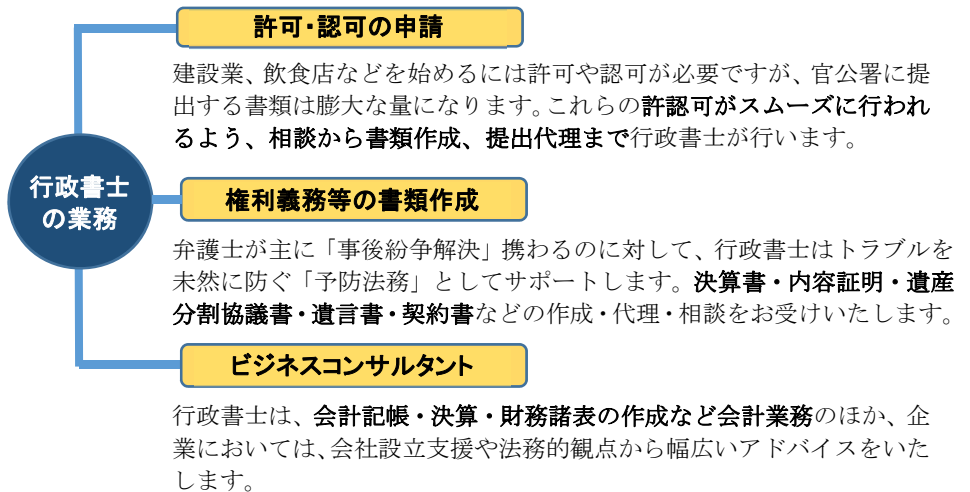 許可・認可の申請
建設業、飲食店などを始めるには許可や認可が必要ですが、官公署に提
出する書類は膨大な量になります。これらの許認可がスムーズに行われ
るよう、相談から書類作成、提出代理まで行政書士が行います。
行政書士
の業務
権利義務等の書類作成
弁護士が主に「事後紛争解決」携わるのに対して、行政書士はトラブルを
未然に防ぐ「予防法務」としてサポートします。決算書・内容証明・遺産
分割協議書・遺言書・契約書などの作成・代理・相談をお受けいたします。
ビジネスコンサルタント
行政書士は、会計記帳・決算・財務諸表の作成など会計業務のほか、企
業においては、会社設立支援や法務的観点から幅広いアドバイスをいた
します。